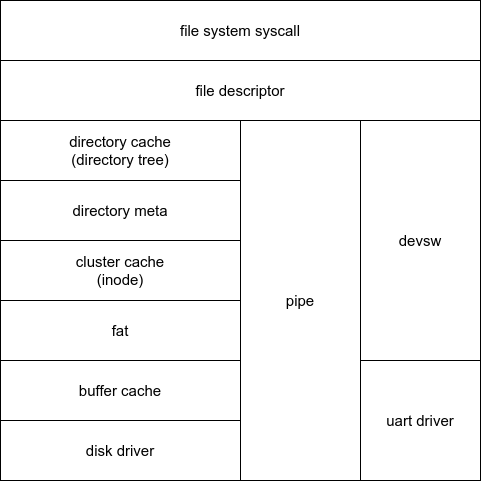 file system syscall
file descriptor
directory cache
(directory tree)
directory meta
cluster cache
(inode)
fat
buffer cache
disk driver
pipe
devsw
uart driver